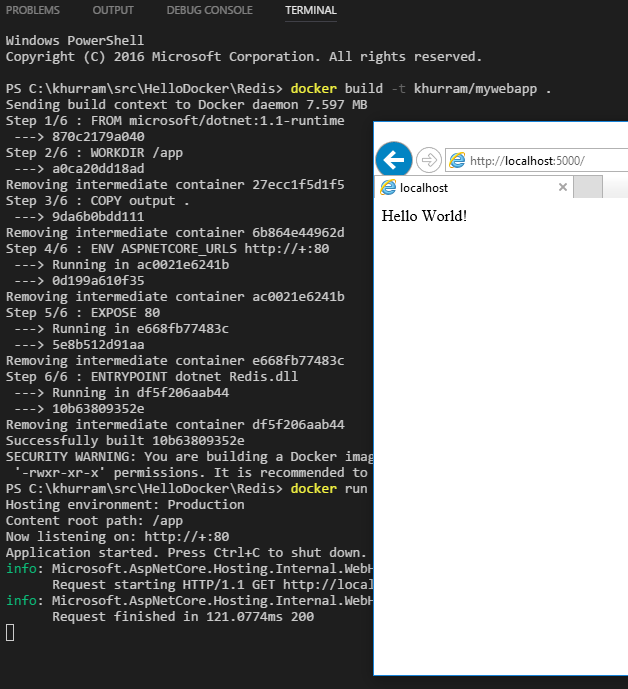 PROBLEMS OUTPUT DEBUG CONSOLE TERMINAL
Windows PowerShell
Copyright (C) 2016 Microsoft Corporation. All rights reserved.
PS C:\khurram\src\HelloDocker\Redis> docker build -t khurram/mywebapp .
Sending build context to Docker daemon 7.597 MB
Step 1/6 : FROM microsoft/dotnet:1.1-runtime
---> 870c2179a040
Step 2/6 : WORKDIR /app
---> a0ca20dd18ad
Removing intermediate container 27ecc1f5d1f5
Step 3/6 : COPY output .
---> 9da6b0bdd111
Removing intermediate container 6b864e44962d
Step 4/6 : ENV ASPNETCORE_URLS http://+:80
---> Running in ac0021e6241b
---> 0d199a610f35
Removing intermediate container ac0021e6241b
Step 5/6 : EXPOSE 80
---> Running in e668fb77483c
---> 5e8b512d91aa
Removing intermediate container e668fb77483c
Step 6/6 : ENTRYPOINT dotnet Redis.dll
---> Running in df5f206aab44
---> 10b63809352e
Removing intermediate container df5f206aab44
Successfully built 10b63809352e
SECURITY WARNING: You are building a Docker imag
'-rwxr-xr-x' permissions. It is recommended to
PS C:\khurram\src\HelloDocker\Redis> docker run
Hosting environment: Production
Content root path: /app
Now listening on: http://+:80
Application started. Press Ctrl+C to shut down.
info: Microsoft.AspNetCore.Hosting.Internal.WebH
Request starting HTTP/1.1 GET http://local
info: Microsoft.AspNetCore.Hosting.Internal.WebH
Request finished in 121.0774ms 200
http://localhost:5000/
localhost
Hello World!